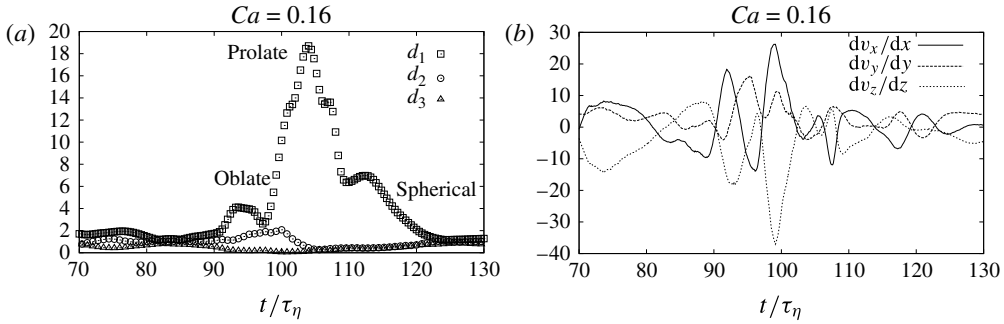 Ca = 0.16
(a)
20
18
16
14
12
10
8
6
4
2
0
Prolate
Oblate
Spherical
d1
d2
d3
70 80 90 100 110 120 130
t/τη
Ca = 0.16
(b)
30
20
10
0
−10
−20
−30
−40
dvx/dx
dvy/dy
dvz/dz
70 80 90 100 110 120 130
t/τη